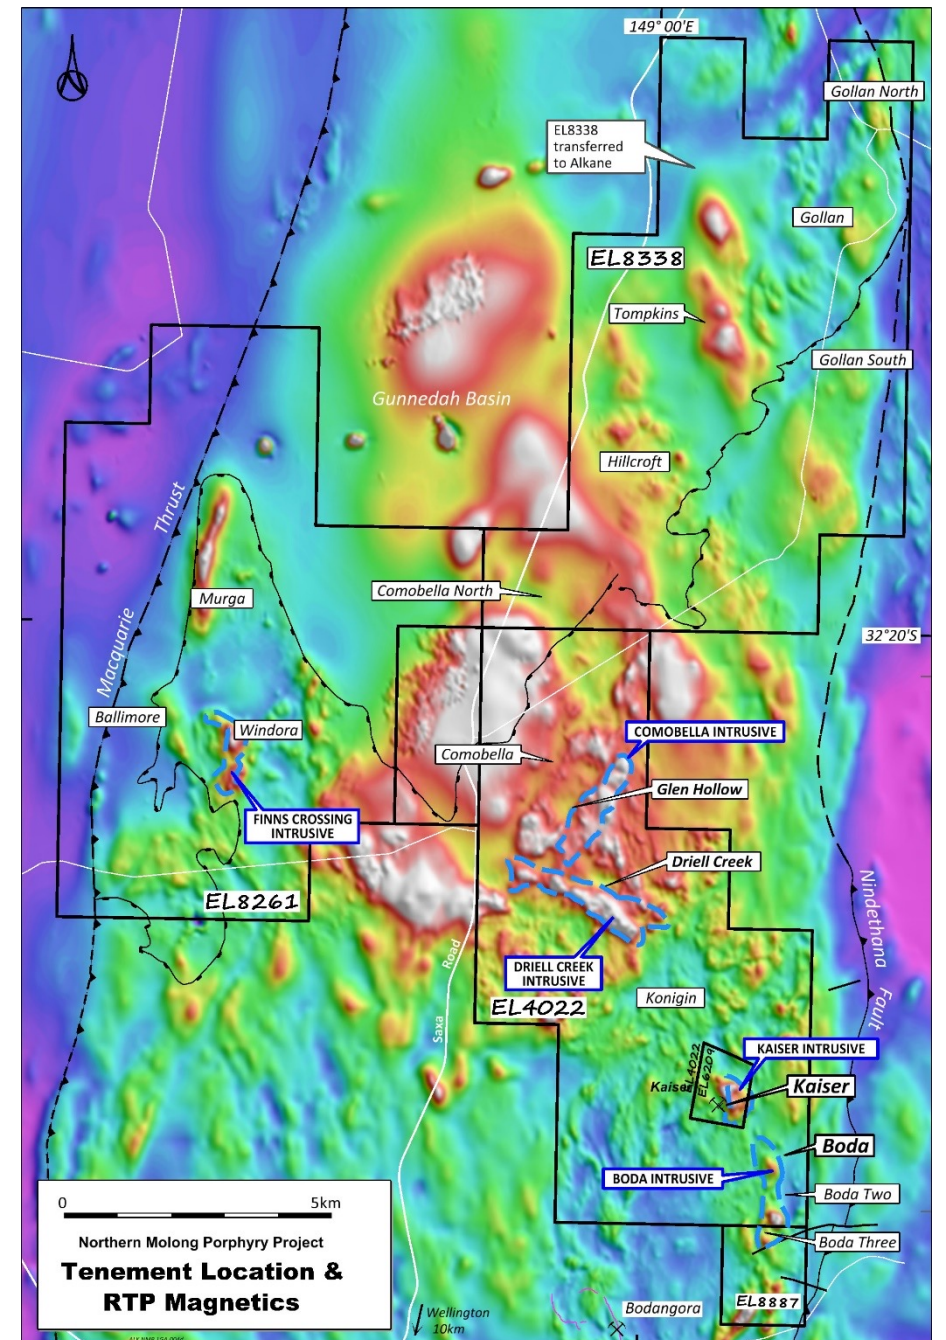 149° 00'E
Gollan North
EL8338
transferred
to Alkane
Gollan
EL8338
Tompkins
Gollan South
Gunnedah Basin
Hillcroft
Thrust
Macquarie
Murga
Comobella North
32°20'S
Ballimore
Windora
COMOBELLA INTRUSIVE
Comobella
Glen Hollow
FINNS CROSSING
INTRUSIVE
Driell Creek
EL8261
Nindethana
Fault
DRIELL CREEK
INTRUSIVE
Saxa
Road
EL4022
Konigin
KAISER INTRUSIVE
EL4022
EL6209
Kaiser
Kaiser
Boda
BODA INTRUSIVE
Boda Two
Boda Three
0 5km
Northern Molong Porphyry Project
Tenement Location &
RTP Magnetics
EL8887
Bodangora
Wellington
10km